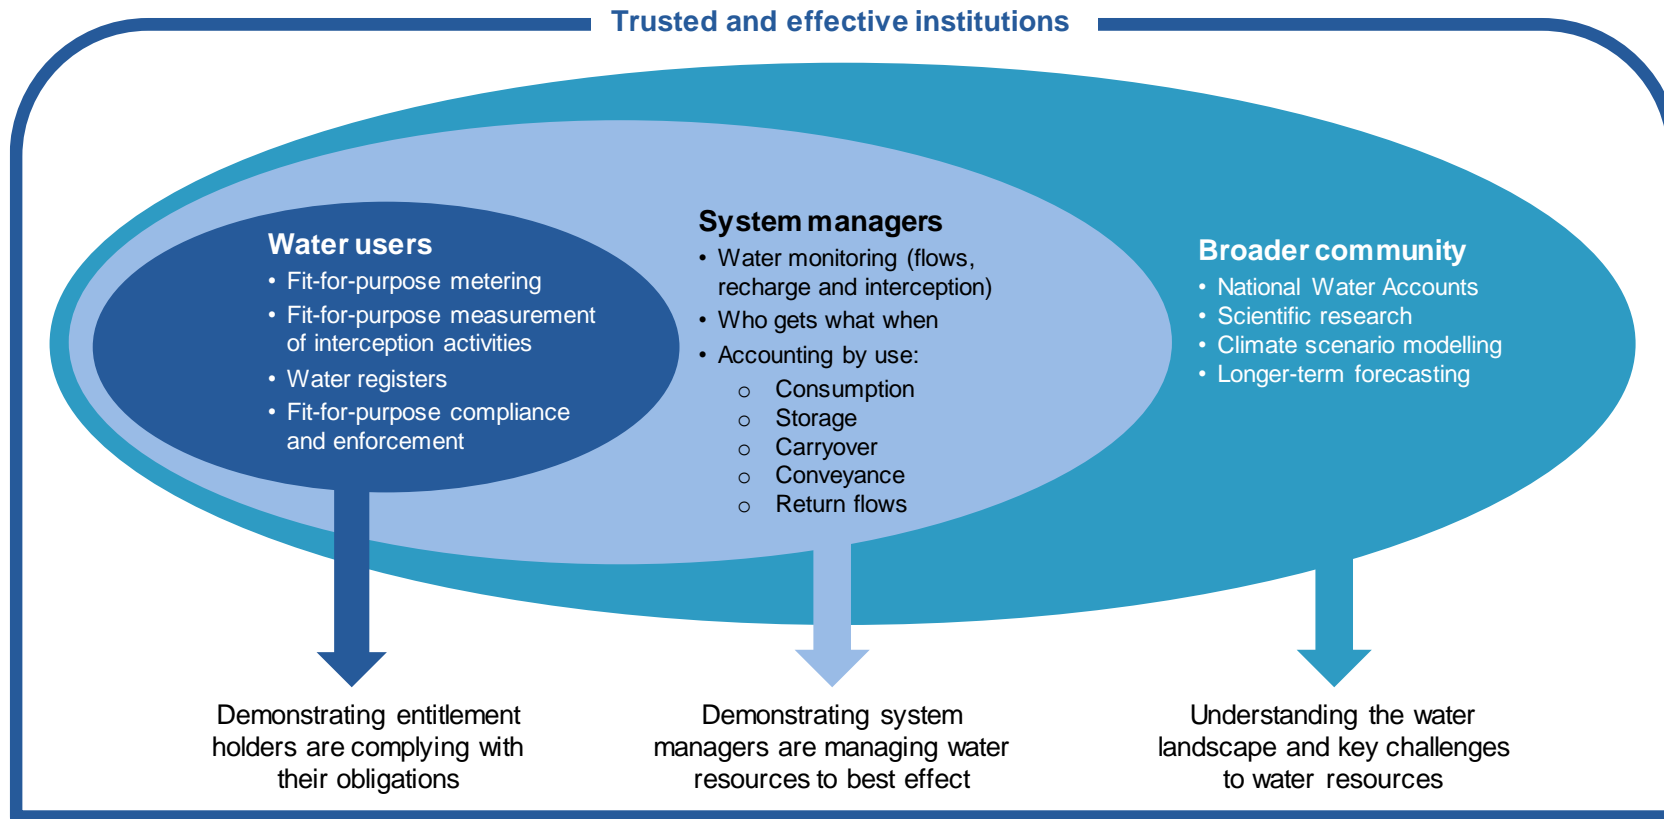 Trusted and effective institutions
Water users
• Fit-for-purpose metering
• Fit-for-purpose measurement
of interception activities
• Water registers
• Fit-for-purpose compliance
and enforcement
System managers
• Water monitoring (flows,
recharge and interception)
• Who gets what when
• Accounting by use:
o Consumption
o Storage
o Carryover
o Conveyance
o Return flows
Broader community
• National Water Accounts
• Scientific research
• Climate scenario modelling
• Longer-term forecasting
Demonstrating entitlement
holders are complying with
their obligations
Demonstrating system
managers are managing water
resources to best effect
Understanding the water
landscape and key challenges
to water resources